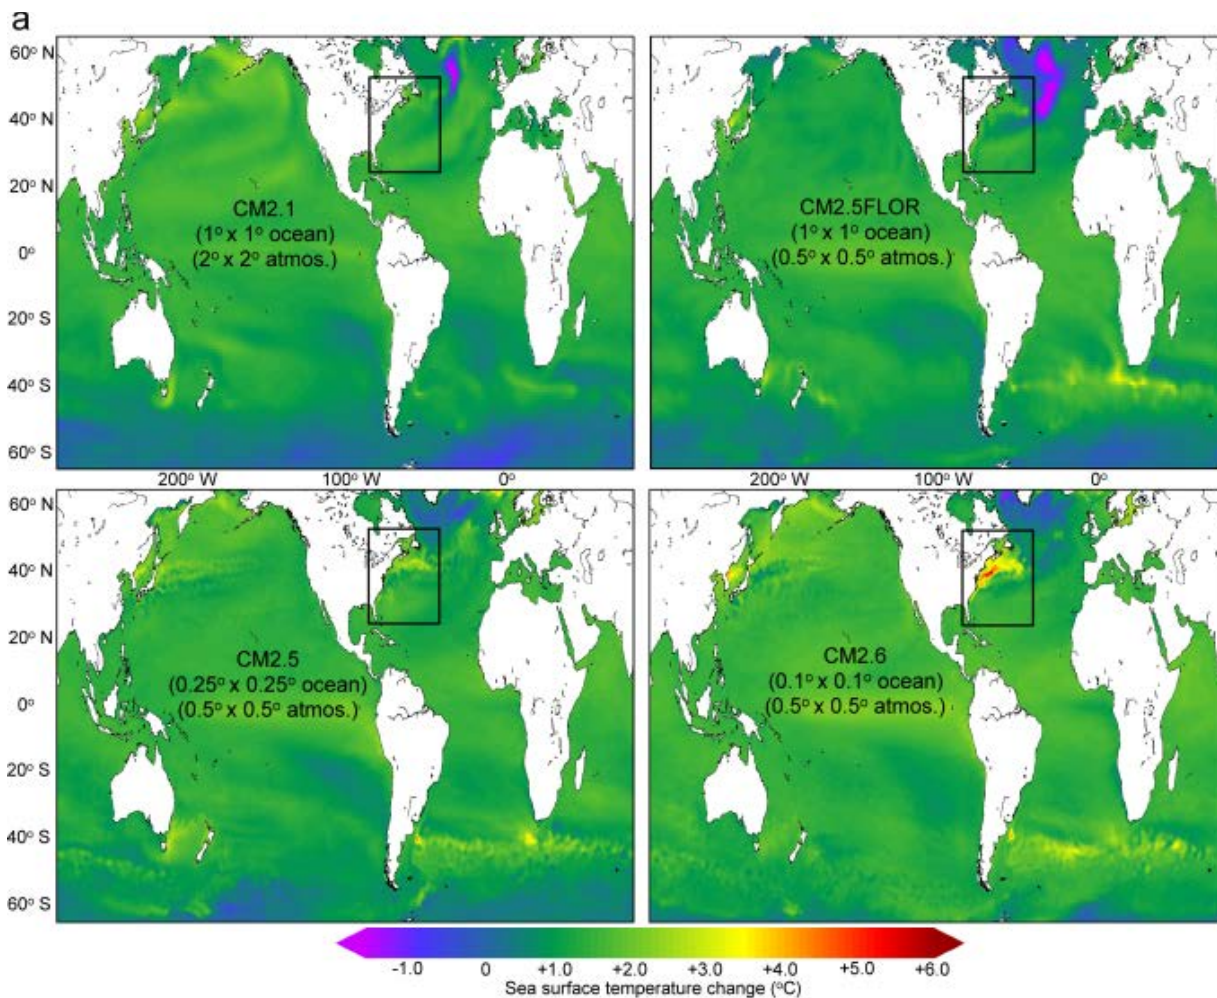 a
60° N
40° N
20° N
0°
20° S
40° S
60° S
CM2.1
(1° x 1° ocean)
(2° x 2° atmos.)
CM2.5FLOR
(1° x 1° ocean)
(0.5° x 0.5° atmos.)
200° W 100° W 0° 200° W 100° W 0°
60° N
40° N
20° N
0°
20° S
40° S
60° S
CM2.5
(0.25° x 0.25° ocean)
(0.5° x 0.5° atmos.)
CM2.6
(0.1° x 0.1° ocean)
(0.5° x 0.5° atmos.)
-1.0 0 +1.0 +2.0 +3.0 +4.0 +5.0 +6.0
Sea surface temperature change (°C)